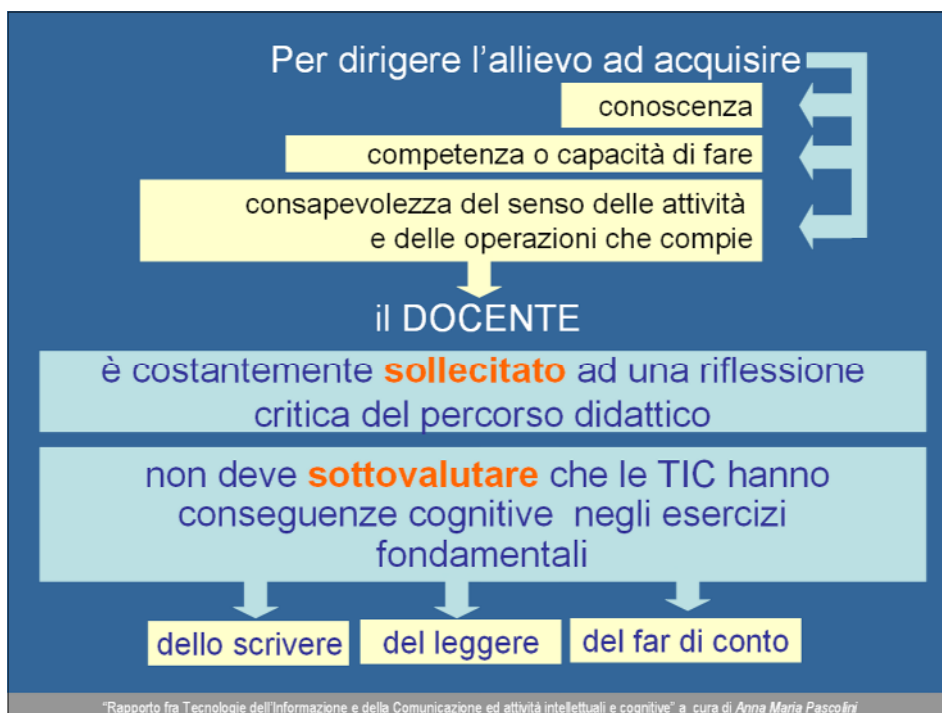 Per dirigere l'allievo ad acquisire
conoscenza
competenza o capacità di fare
consapevolezza del senso delle attività
e delle operazioni che compie
il DOCENTE
è costantemente sollecitato ad una riflessione
critica del percorso didattico
non deve sottovalutare che le TIC hanno
conseguenze cognitive negli esercizi
fondamentali
dello scrivere
del leggere
del far di conto
"Rapporto fra Tecnologie dell'Informazione e della Comunicazione ed attività intellettuali e cognitive" a cura di Anna Maria Pascolini